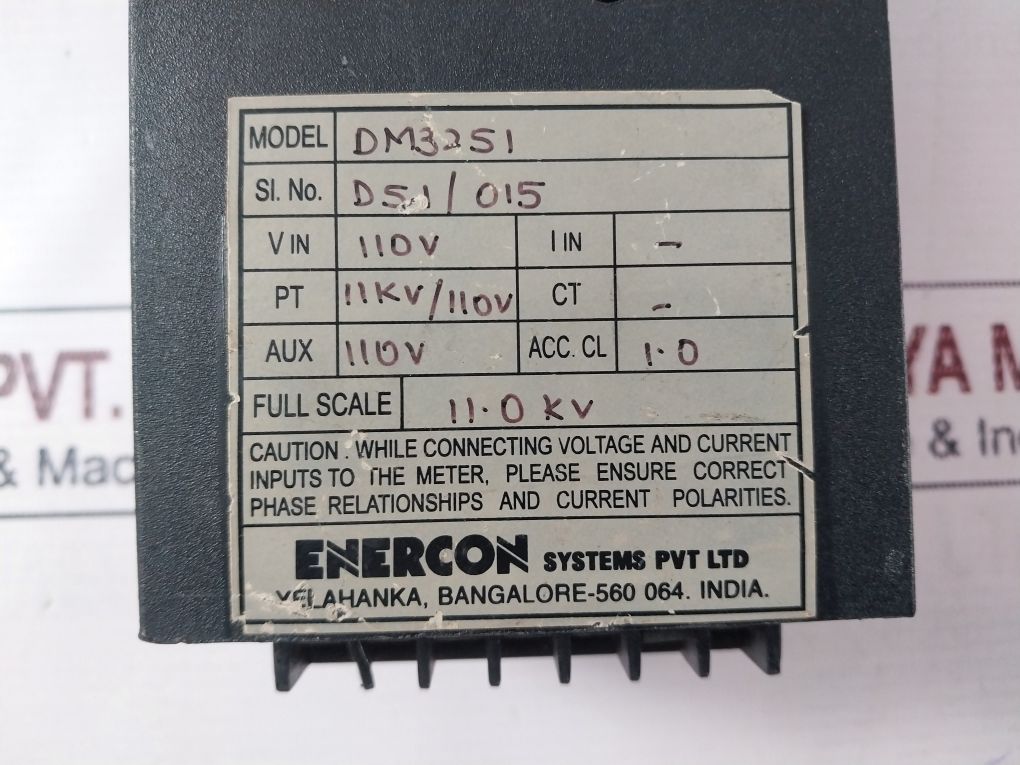 MODEL DM3251
Sl. No. D51/015
V IN 110V I IN -
PT 11KV/110V CT -
AUX 110V ACC. CL 1.0
FULL SCALE 11.0 KV
CAUTION . WHILE CONNECTING VOLTAGE AND CURRENT
INPUTS TO THE METER, PLEASE ENSURE CORRECT
PHASE RELATIONSHIPS AND CURRENT POLARITIES.
ENERCON SYSTEMS PVT LTD
YELAHANKA, BANGALORE-560 064. INDIA.
PVT.
YA M
& Mac
& In